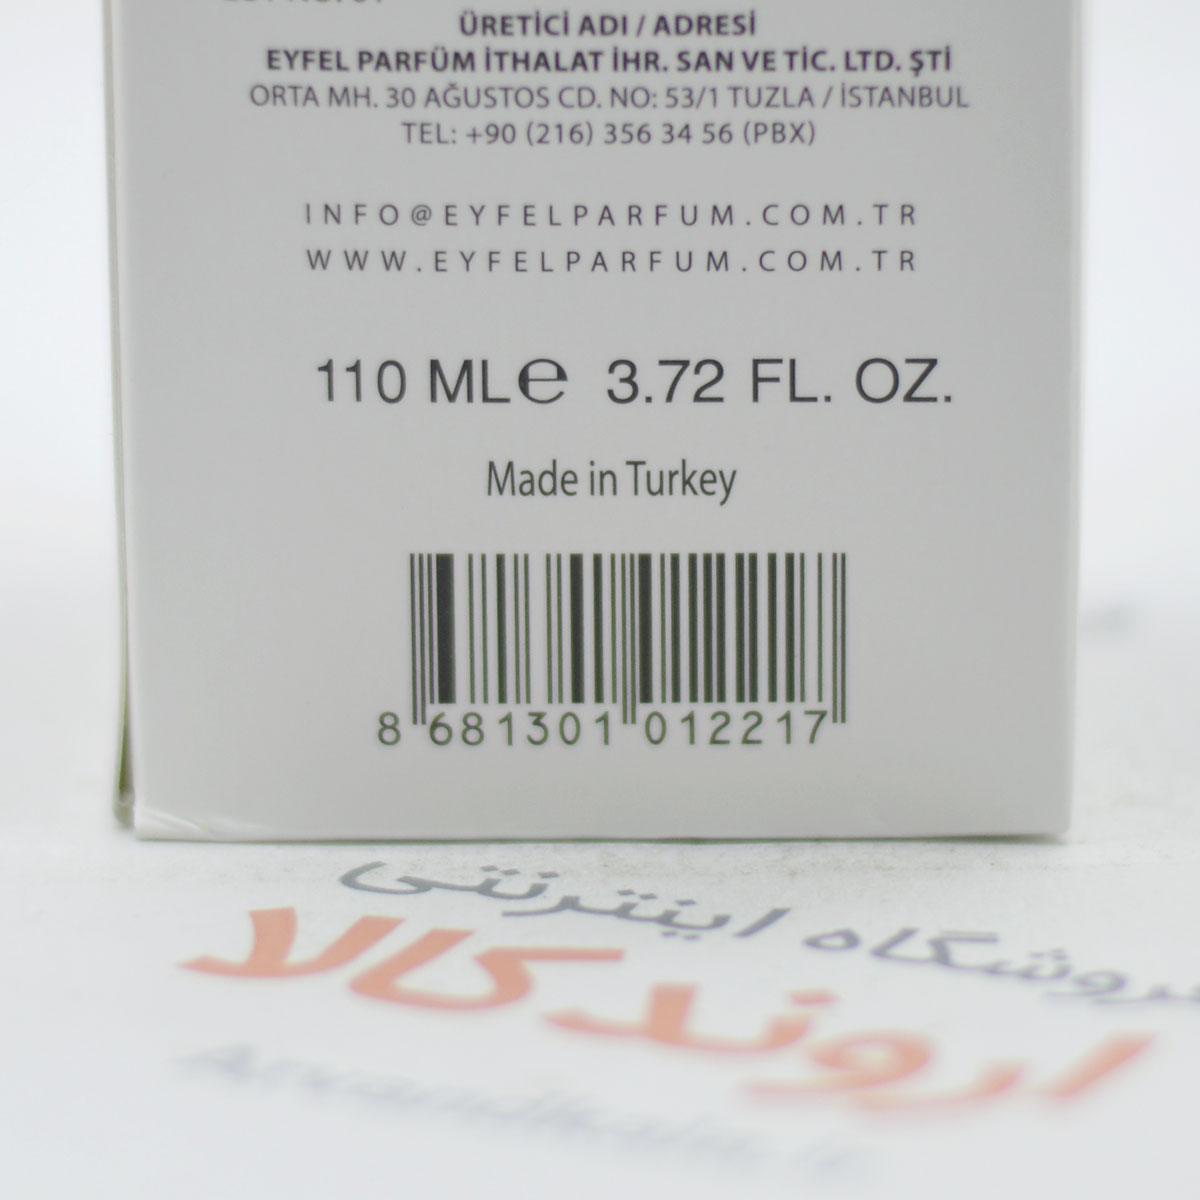 ÜRETİCİ ADI / ADRESİ
EYFEL PARFÜM İTHALAT İHR. SAN VE TİC. LTD. ŞTİ
ORTA MH. 30 AĞUSTOS CD. NO: 53/1 TUZLA / İSTANBUL
TEL: +90 (216) 356 34 56 (PBX)
INFO@EYFELPARFUM.COM.TR
WWW.EYFELPARFUM.COM.TR
110 ML℮ 3.72 FL. OZ.
Made in Turkey
8 681301 012217
فروشگاه اینترنتی
اروند کالا